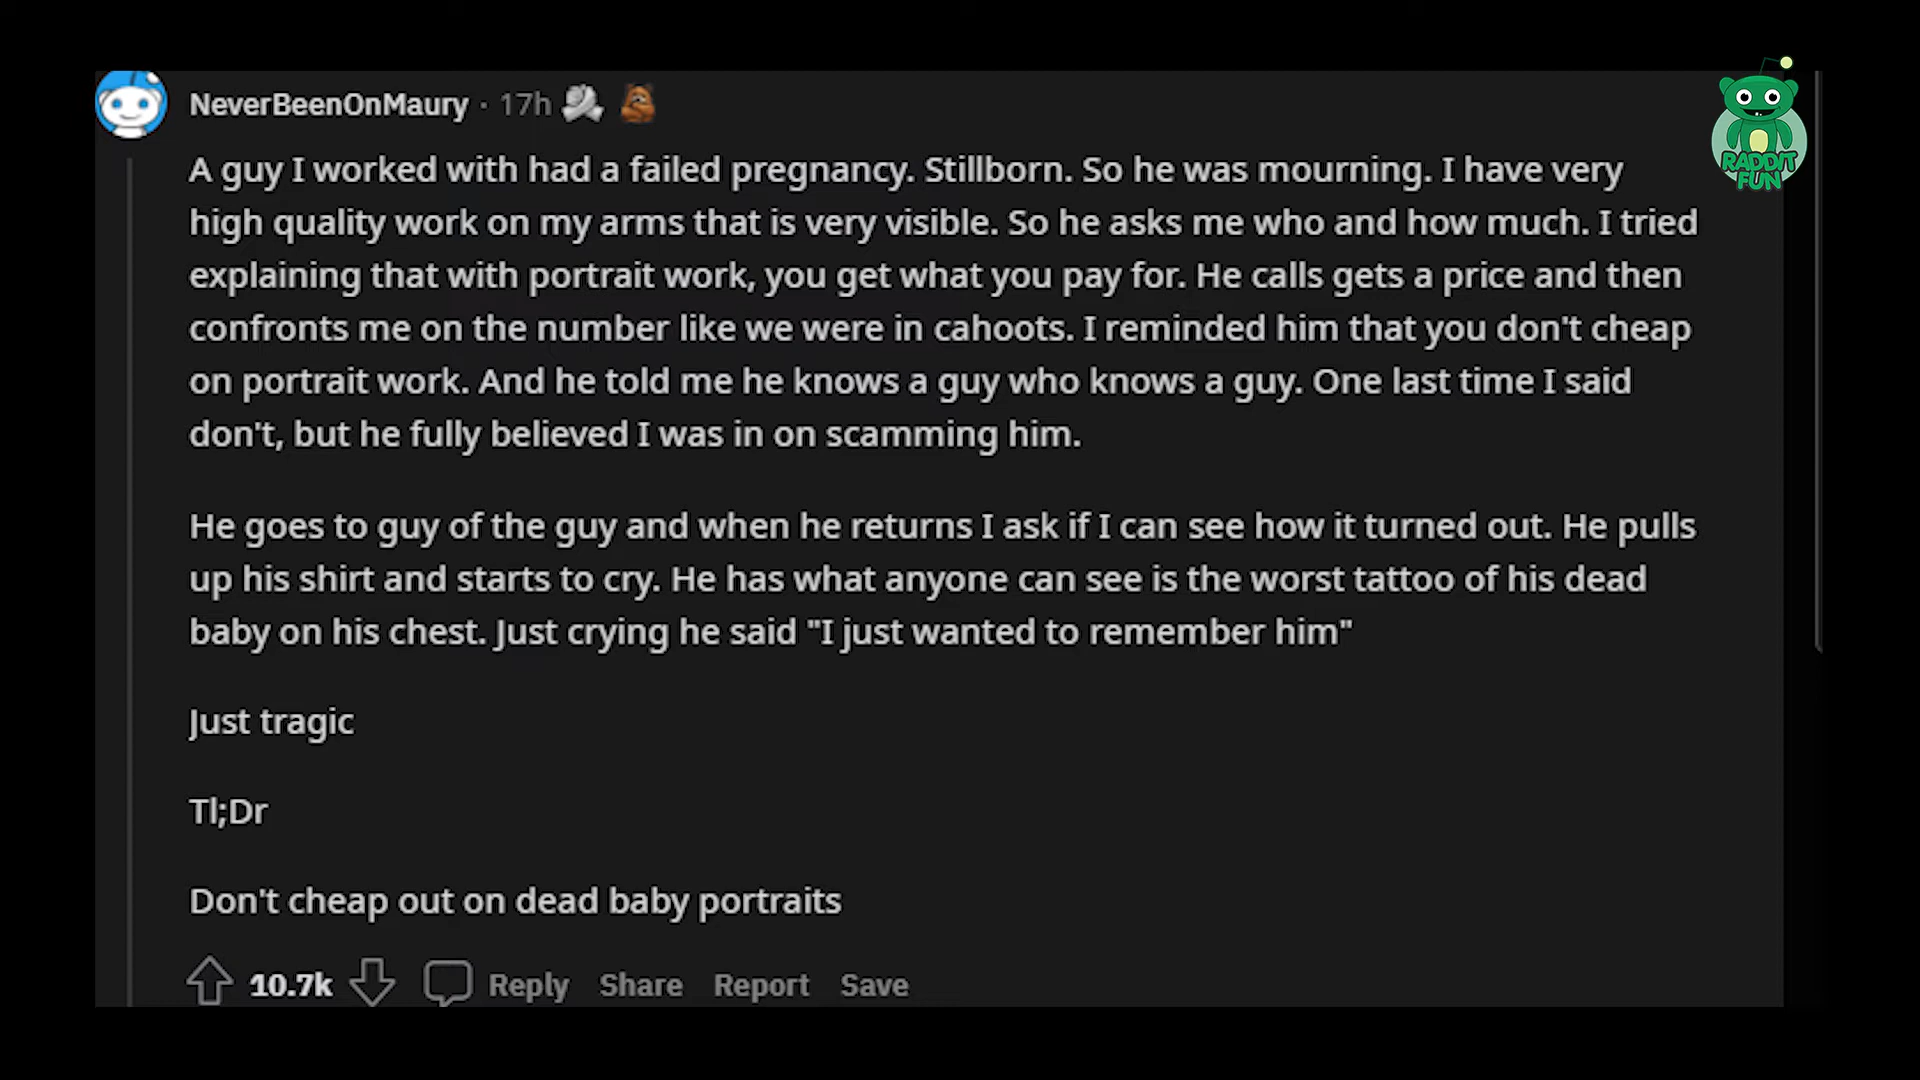 NeverBeenOnMaury · 17h
RADDIT
FUN
A guy I worked with had a failed pregnancy. Stillborn. So he was mourning. I have very
high quality work on my arms that is very visible. So he asks me who and how much. I tried
explaining that with portrait work, you get what you pay for. He calls gets a price and then
confronts me on the number like we were in cahoots. I reminded him that you don't cheap
on portrait work. And he told me he knows a guy who knows a guy. One last time I said
don't, but he fully believed I was in on scamming him.
He goes to guy of the guy and when he returns I ask if I can see how it turned out. He pulls
up his shirt and starts to cry. He has what anyone can see is the worst tattoo of his dead
baby on his chest. Just crying he said "I just wanted to remember him"
Just tragic
Tl;Dr
Don't cheap out on dead baby portraits
10.7k Reply Share Report Save